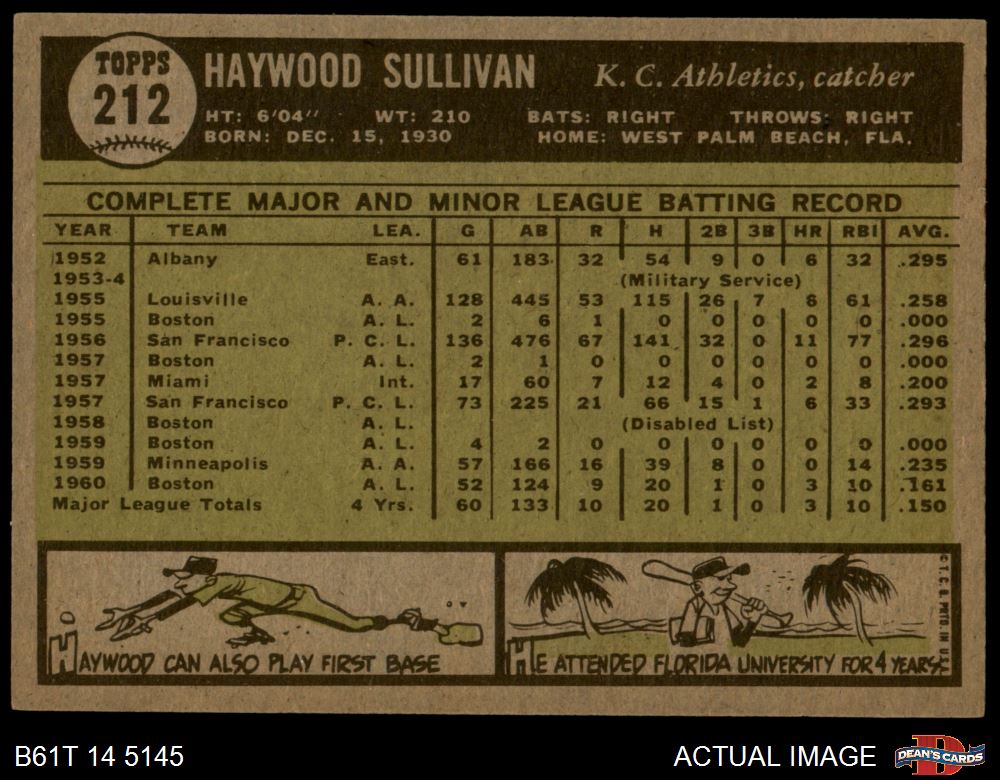 TOPPS
212
HAYWOOD SULLIVAN K. C. Athletics, catcher
HT: 6'04" WT: 210 BATS: RIGHT THROWS: RIGHT
BORN: DEC. 15, 1930 HOME: WEST PALM BEACH, FLA.
COMPLETE MAJOR AND MINOR LEAGUE BATTING RECORD
YEAR TEAM LEA. G AB R H 2B 3B HR RBI AVG.
1952 Albany East. 61 183 32 54 9 0 6 32 .295
1953-4 (Military Service)
1955 Louisville A. A. 128 445 53 115 26 7 6 61 .258
1955 Boston A. L. 2 6 1 0 0 0 0 0 .000
1956 San Francisco P. C. L. 136 476 67 141 32 0 11 77 .296
1957 Boston A. L. 2 1 0 0 0 0 0 0 .000
1957 Miami Int. 17 60 7 12 4 0 2 8 .200
1957 San Francisco P. C. L. 73 225 21 66 15 1 6 33 .293
1958 Boston A. L. (Disabled List)
1959 Boston A. L. 4 2 0 0 0 0 0 0 .000
1959 Minneapolis A. A. 57 166 16 39 8 0 0 14 .235
1960 Boston A. L. 52 124 9 20 1 0 3 10 .161
Major League Totals 4 Yrs. 60 133 10 20 1 0 3 10 .150
HAYWOOD CAN ALSO PLAY FIRST BASE
HE ATTENDED FLORIDA UNIVERSITY FOR 4 YEARS.
© T. C. G. PRTD. IN U.S.A.
B61T 14 5145 ACTUAL IMAGE
DEAN'S CARDS